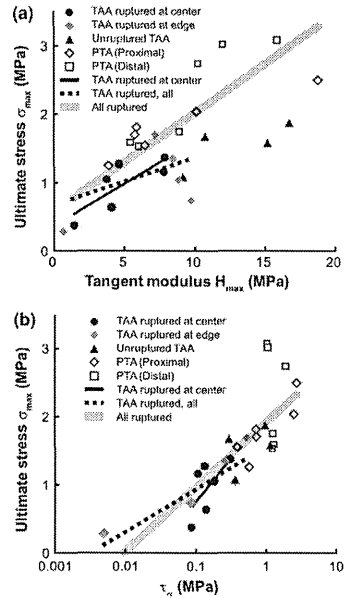 (a)
TAA ruptured at center
TAA ruptured at edge
Unruptured TAA
PTA (Proximal)
PTA (Distal)
TAA ruptured at center
TAA ruptured, all
All ruptured
Ultimate stress σmax (MPa)
3
2
1
0
0 5 10 15 20
Tangent modulus Hmax (MPa)
(b)
TAA ruptured at center
TAA ruptured at edge
Unruptured TAA
PTA (Proximal)
PTA (Distal)
TAA ruptured at center
TAA ruptured, all
All ruptured
Ultimate stress σmax (MPa)
4
3
2
1
0
0.001 0.01 0.1 1 10
(MPa)